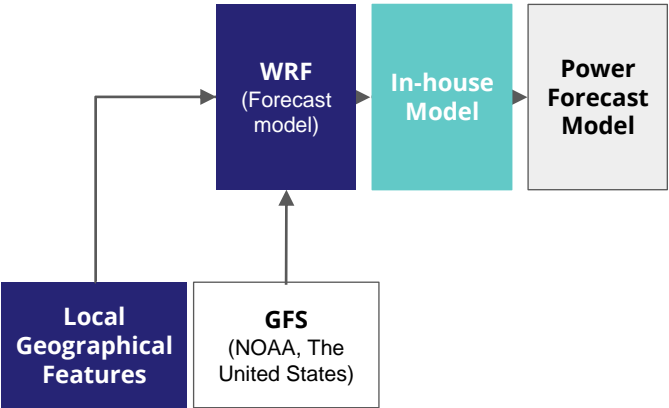 WRF
(Forecast
model)
In-house
Model
Power
Forecast
Model
Local
Geographical
Features
GFS
(NOAA, The
United States)